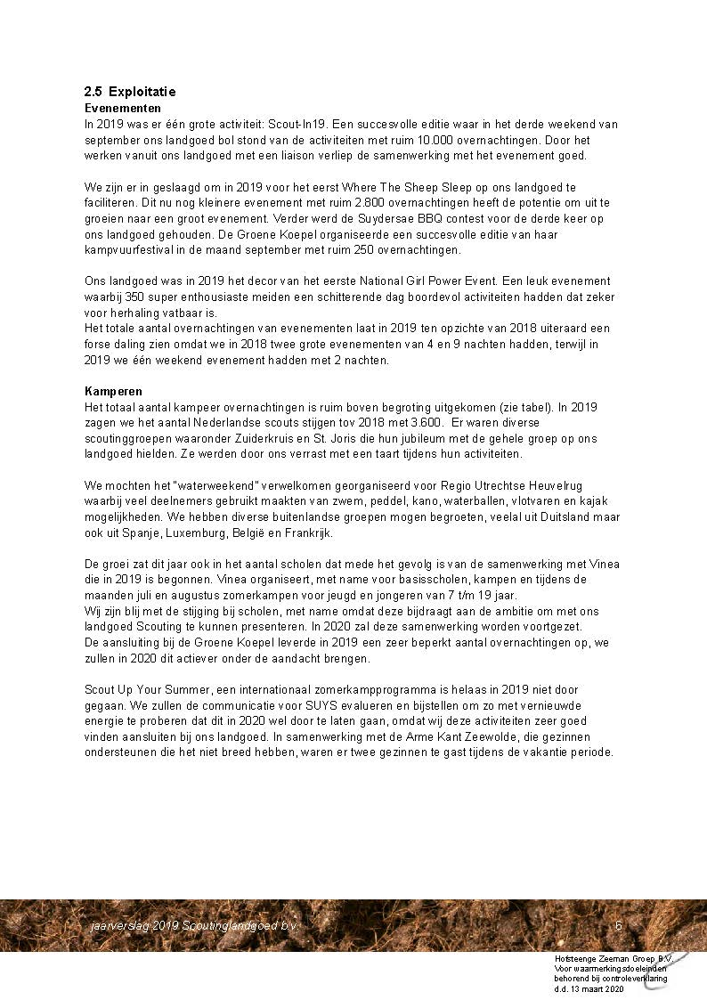 2.5 Exploitatie
Evenementen
In 2019 was er één grote activiteit: Scout-In19. Een succesvolle editie waar in het derde weekend van
september ons landgoed bol stond van de activiteiten met ruim 10.000 overnachtingen. Door het
werken vanuit ons landgoed met een liaison verliep de samenwerking met het evenement goed.

We zijn er in geslaagd om in 2019 voor het eerst Where The Sheep Sleep op ons landgoed te
faciliteren. Dit nu nog kleinere evenement met ruim 2.800 overnachtingen heeft de potentie om uit te
groeien naar een groot evenement. Verder werd de Suydersae BBQ contest voor de derde keer op
ons landgoed gehouden. De Groene Koepel organiseerde een succesvolle editie van haar
kampvuurfestival in de maand september met ruim 250 overnachtingen.

Ons landgoed was in 2019 het decor van het eerste National Girl Power Event. Een leuk evenement
waarbij 350 super enthousiaste meiden een schitterende dag boordevol activiteiten hadden dat zeker
voor herhaling vatbaar is.
Het totale aantal overnachtingen van evenementen laat in 2019 ten opzichte van 2018 uiteraard een
forse daling zien omdat we in 2018 twee grote evenementen van 4 en 9 nachten hadden, terwijl in
2019 we één weekend evenement hadden met 2 nachten.

Kamperen
Het totaal aantal kampeer overnachtingen is ruim boven begroting uitgekomen (zie tabel). In 2019
zagen we het aantal Nederlandse scouts stijgen tov 2018 met 3.600. Er waren diverse
scoutinggroepen waaronder Zuiderkruis en St. Joris die hun jubileum met de gehele groep op ons
landgoed hielden. Ze werden door ons verrast met een taart tijdens hun activiteiten.

We mochten het "waterweekend" verwelkomen georganiseerd voor Regio Utrechtse Heuvelrug
waarbij veel deelnemers gebruikt maakten van zwem, peddel, kano, waterballen, vlotvaren en kajak
mogelijkheden. We hebben diverse buitenlandse groepen mogen begroeten, veelal uit Duitsland maar
ook uit Spanje, Luxemburg, België en Frankrijk.

De groei zat dit jaar ook in het aantal scholen dat mede het gevolg is van de samenwerking met Vinea
die in 2019 is begonnen. Vinea organiseert, met name voor basisscholen, kampen en tijdens de
maanden juli en augustus zomerkampen voor jeugd en jongeren van 7 t/m 19 jaar.
Wij zijn blij met de stijging bij scholen, met name omdat deze bijdraagt aan de ambitie om met ons
landgoed Scouting te kunnen presenteren. In 2020 zal deze samenwerking worden voortgezet.
De aansluiting bij de Groene Koepel leverde in 2019 een zeer beperkt aantal overnachtingen op, we
zullen in 2020 dit actiever onder de aandacht brengen.

Scout Up Your Summer, een internationaal zomerkampprogramma is helaas in 2019 niet door
gegaan. We zullen de communicatie voor SUYS evalueren en bijstellen om zo met vernieuwde
energie te proberen dat dit in 2020 wel door te laten gaan, omdat wij deze activiteiten zeer goed
vinden aansluiten bij ons landgoed. In samenwerking met de Arme Kant Zeewolde, die gezinnen
ondersteunen die het niet breed hebben, waren er twee gezinnen te gast tijdens de vakantie periode.

jaarverslag 2019 Scoutinglandgoed b.v. 6
Hofsteenge Zeeman Groep B.V.
Voor waarmerkingsdoeleinden
behorend bij controleverklaring
d.d. 13 maart 2020